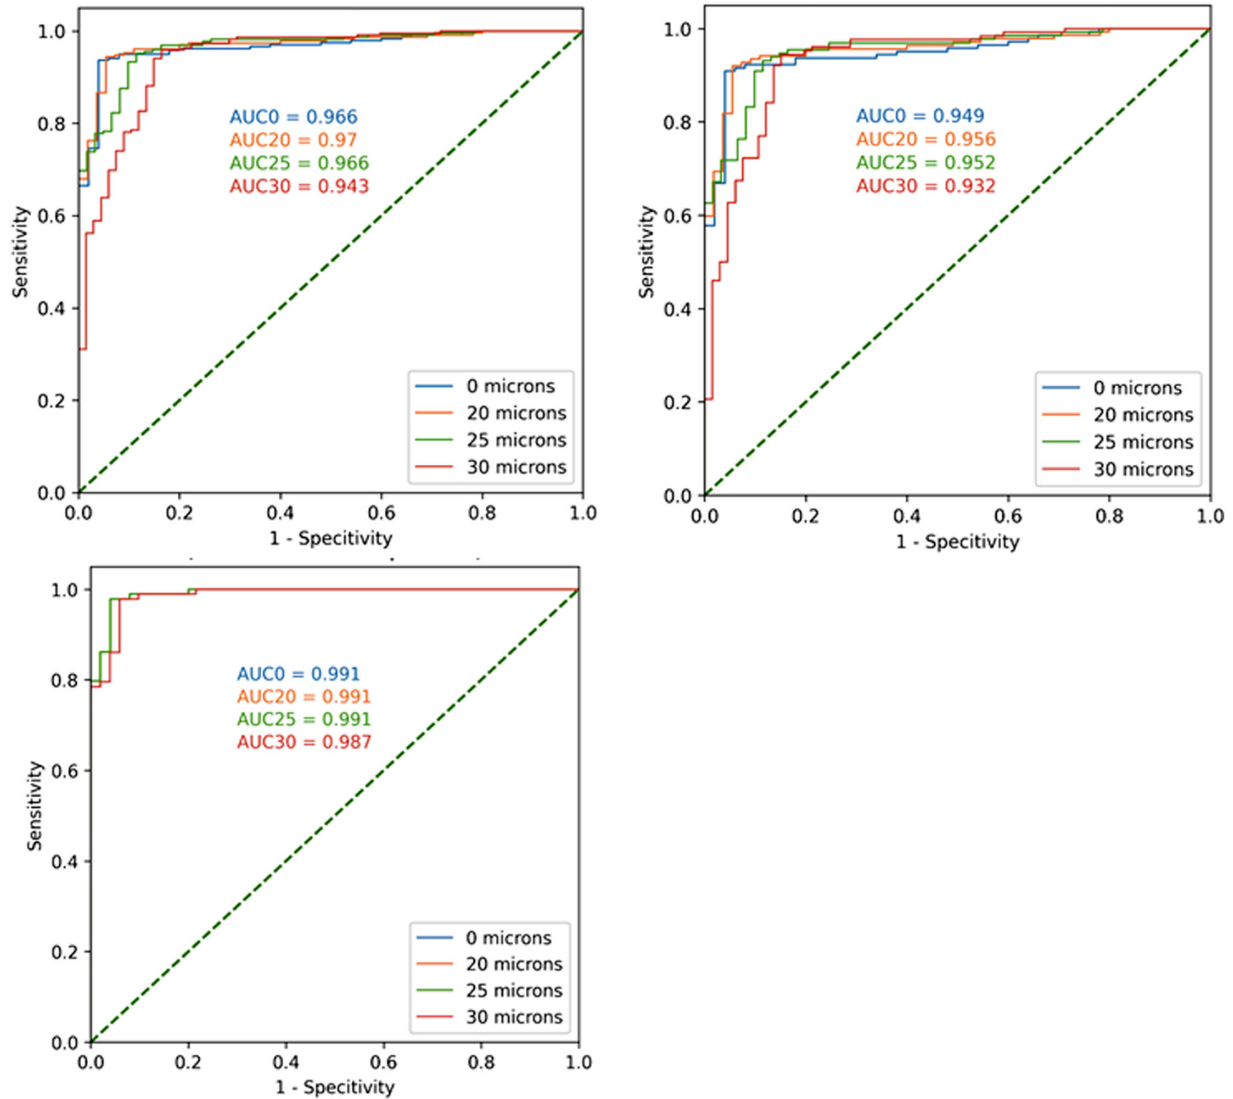 1.0
0.8
0.6
0.4
0.2
0.0
Sensitivity
AUC0 = 0.966
AUC20 = 0.97
AUC25 = 0.966
AUC30 = 0.943
0 microns
20 microns
25 microns
30 microns
0.0 0.2 0.4 0.6 0.8 1.0
1 - Specitivity
1.0
0.8
0.6
0.4
0.2
0.0
Sensitivity
AUC0 = 0.949
AUC20 = 0.956
AUC25 = 0.952
AUC30 = 0.932
0 microns
20 microns
25 microns
30 microns
0.0 0.2 0.4 0.6 0.8 1.0
1 - Specitivity
1.0
0.8
0.6
0.4
0.2
0.0
Sensitivity
AUC0 = 0.991
AUC20 = 0.991
AUC25 = 0.991
AUC30 = 0.987
0 microns
20 microns
25 microns
30 microns
0.0 0.2 0.4 0.6 0.8 1.0
1 - Specitivity